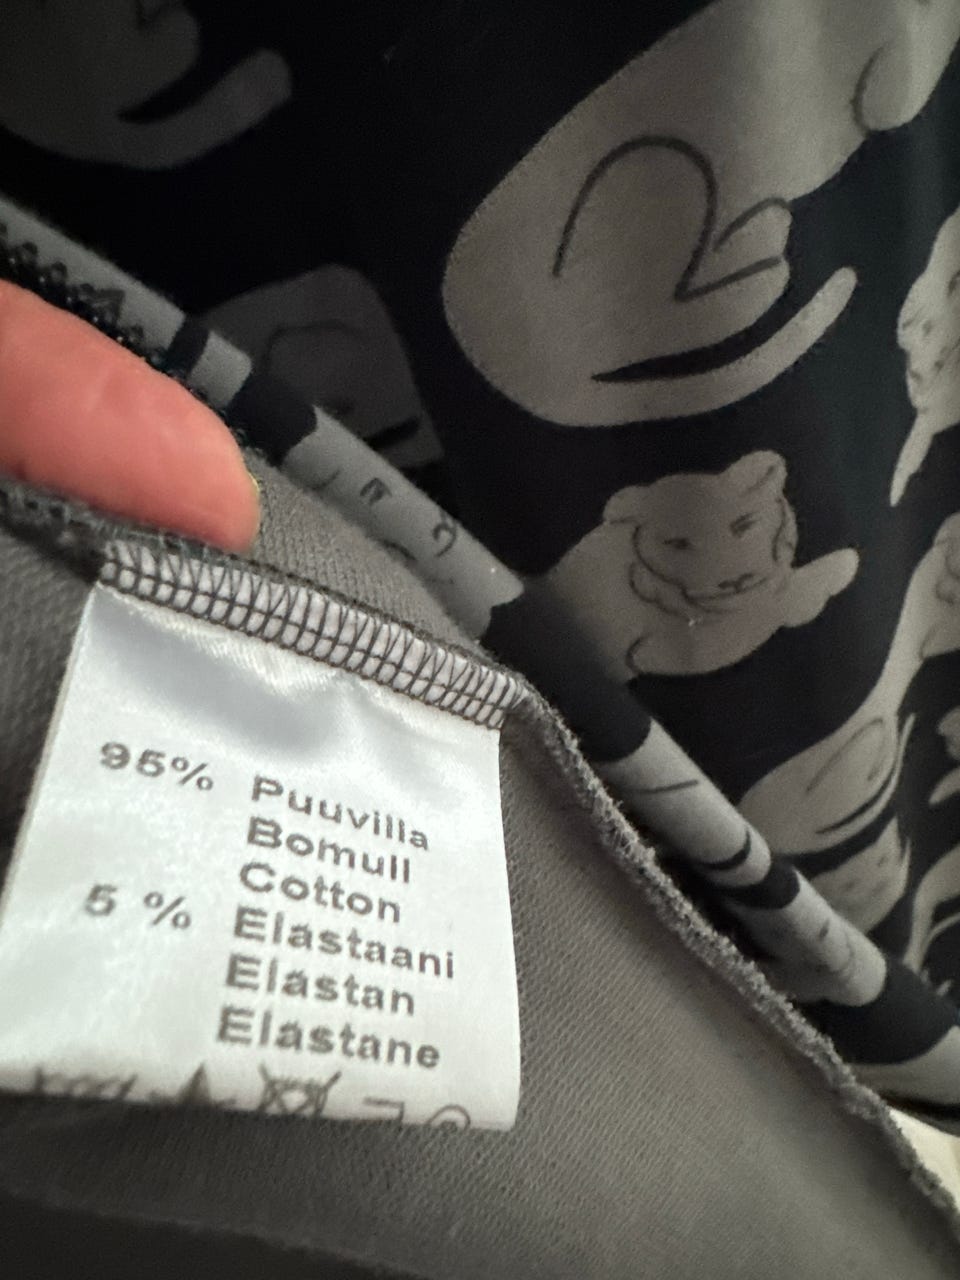 95% Puuvilla
Bomull
Cotton
5 % Elastaani
Elastan
Elastane